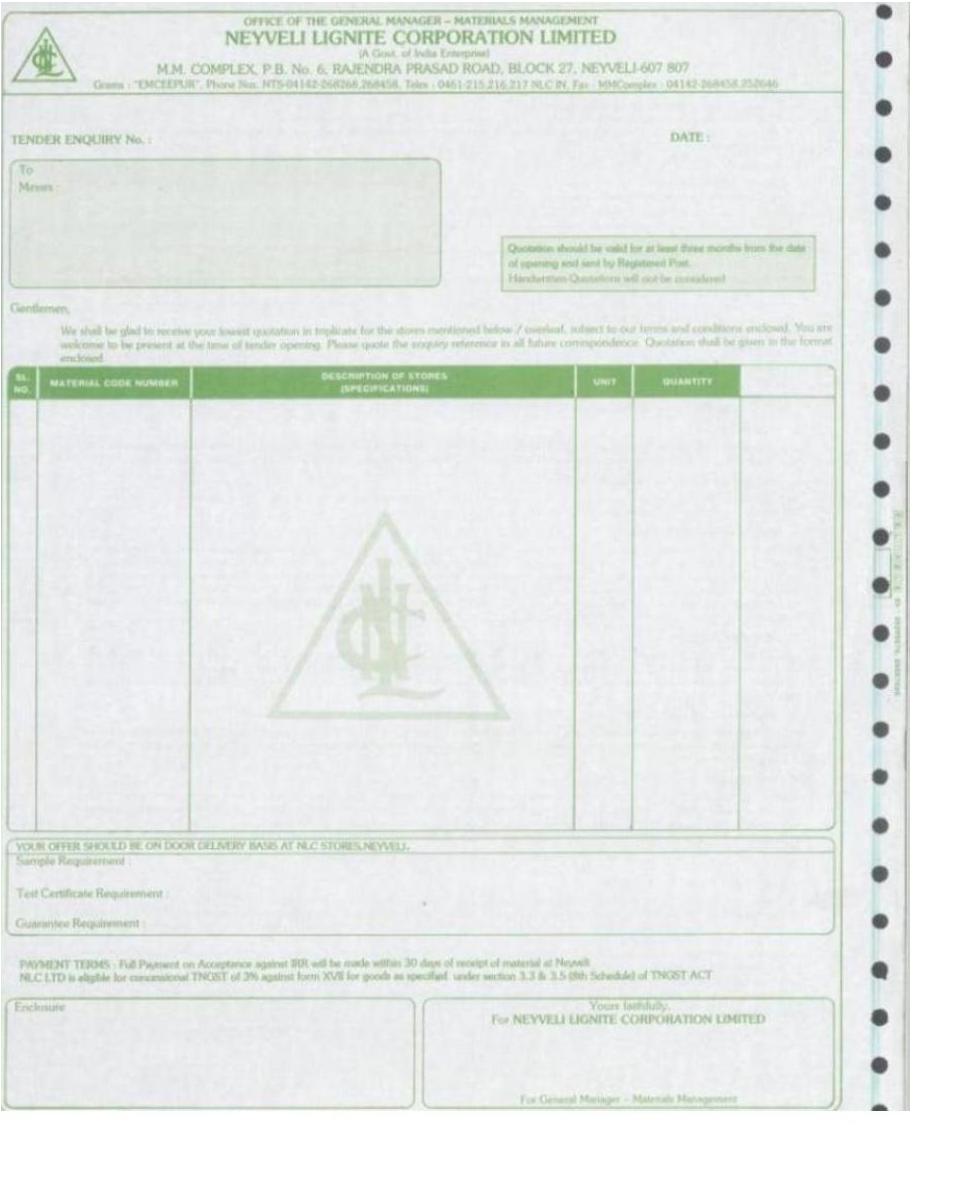 OFFICE OF THE GENERAL MANAGER – MATERIALS MANAGEMENT
NEYVELI LIGNITE CORPORATION LIMITED
(A Govt. of India Enterprise)
M.M. COMPLEX, P.B. No. 6, RAJENDRA PRASAD ROAD, BLOCK 27, NEYVELI-607 807
Grams : "EMCEEPUR", Phone Nos. NTS-04142-268268,268458, Telex : 0461-215,216,217 NLC IN, Fax : MMComplex : 04142-268458,252646
TENDER ENQUIRY No. :
DATE :
To
Messrs :
Quotation should be valid for at least three months from the date
of opening and sent by Registered Post.
Handwritten Quotations will not be considered
Gentlemen,
We shall be glad to receive your lowest quotation in triplicate for the stores mentioned below / overleaf, subject to our terms and conditions enclosed. You are
welcome to be present at the time of tender opening. Please quote the enquiry reference in all future correspondence. Quotation shall be given in the format
enclosed.
SL. NO. MATERIAL CODE NUMBER DESCRIPTION OF STORES (SPECIFICATIONS) UNIT QUANTITY
NLC
YOUR OFFER SHOULD BE ON DOOR DELIVERY BASIS AT NLC STORES,NEYVELI.
Sample Requirement :
Test Certificate Requirement :
Guarantee Requirement :
PAYMENT TERMS : Full Payment on Acceptance against IRR will be made within 30 days of receipt of material at Neyveli
NLC LTD is eligible for concessional TNGST of 3% against form XVII for goods as specified under section 3.3 & 3.5 (8th Schedule) of TNGST ACT
Enclosure
Yours faithfully,
For NEYVELI LIGNITE CORPORATION LIMITED
For General Manager – Materials Management